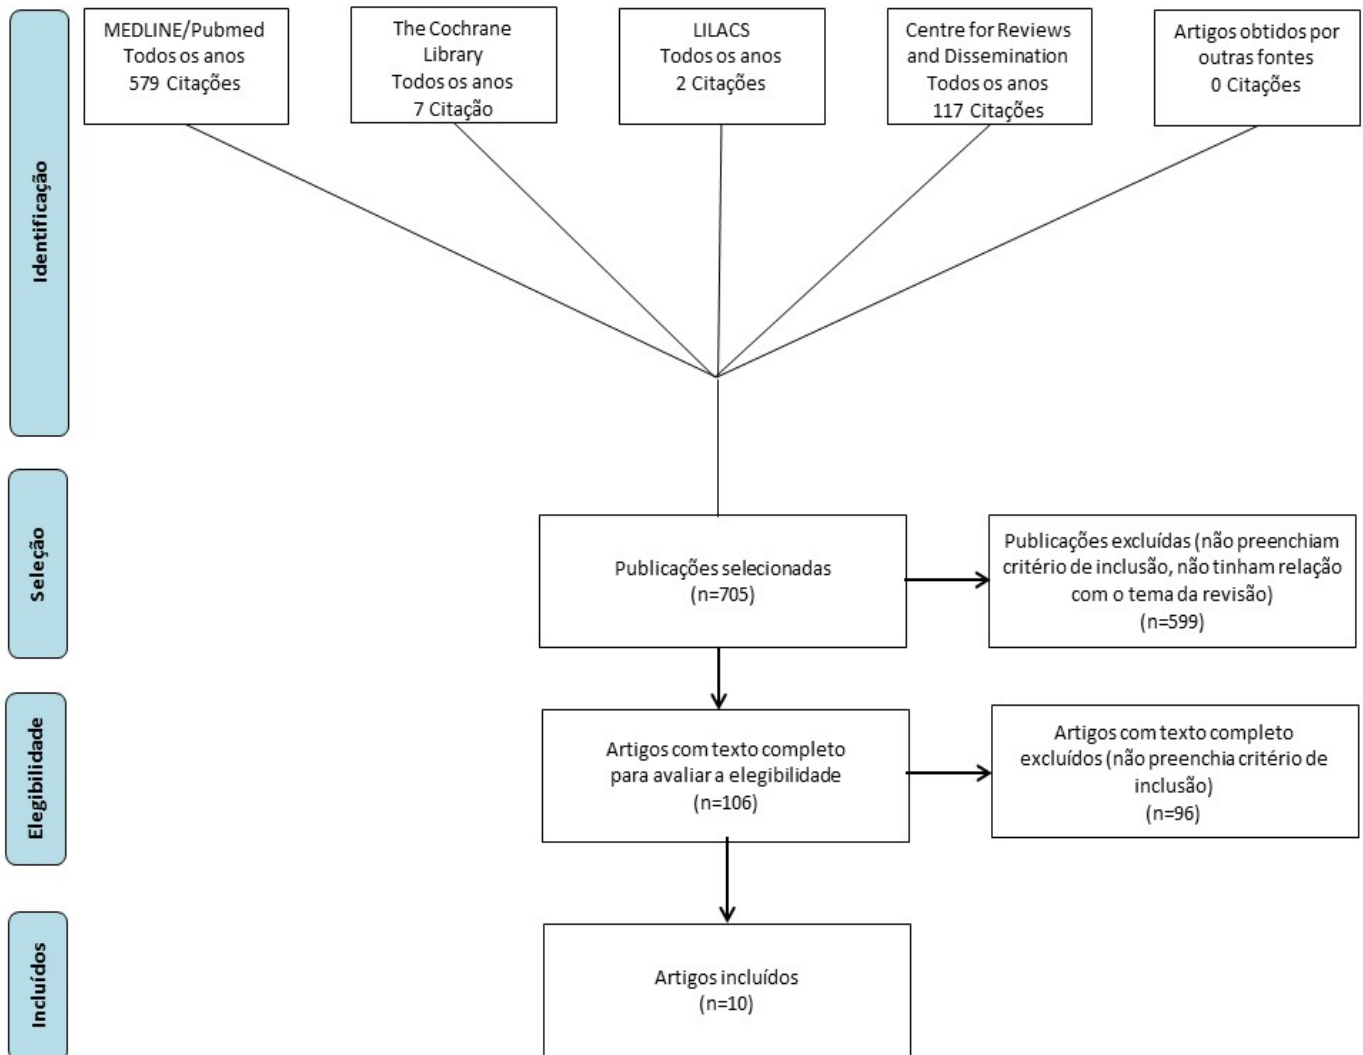 Identificação
MEDLINE/Pubmed
Todos os anos
579 Citações
The Cochrane
Library
Todos os anos
7 Citação
LILACS
Todos os anos
2 Citações
Centre for Reviews
and Dissemination
Todos os anos
117 Citações
Artigos obtidos por
outras fontes
0 Citações
Seleção
Publicações selecionadas
(n=705)
Publicações excluídas (não preenchiam
critério de inclusão, não tinham relação
com o tema da revisão)
(n=599)
Elegibilidade
Artigos com texto completo
para avaliar a elegibilidade
(n=106)
Artigos com texto completo
excluídos (não preenchia critério de
inclusão)
(n=96)
Incluídos
Artigos incluídos
(n=10)